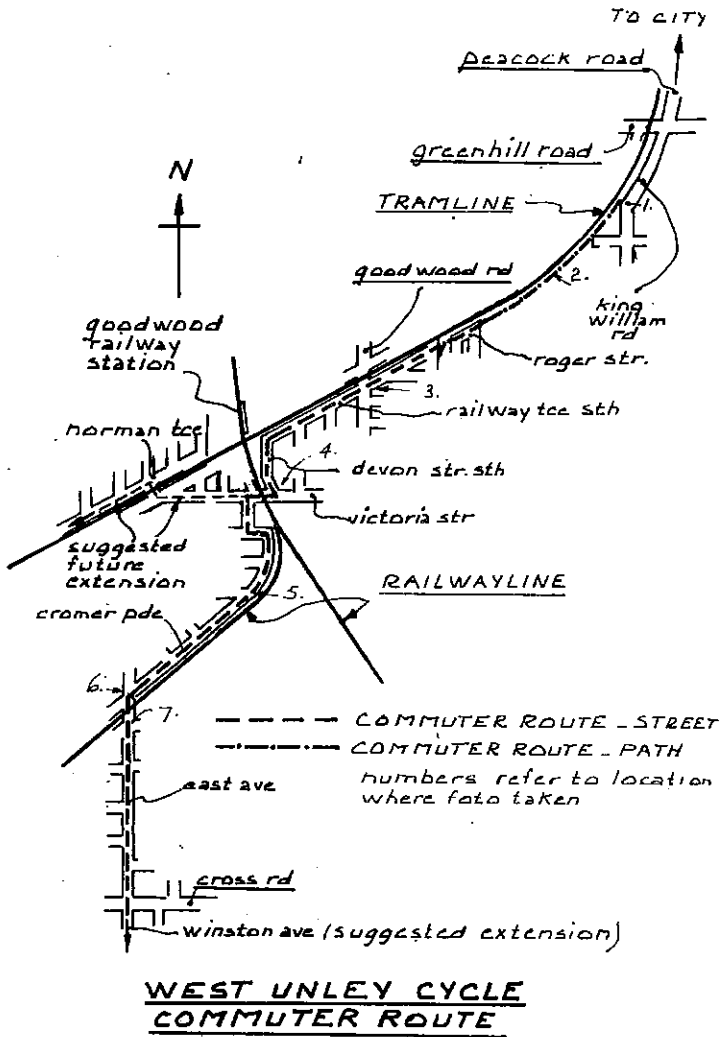 TO CITY
peacock road
greenhill road
N
TRAMLINE
1.
goodwood rd
2.
king
william
rd
goodwood
railway
station
roger str.
3.
railway tce sth
norman tce
4.
devon str. sth
victoria str
suggested
future
extension
RAILWAYLINE
5.
cromer pde
6.
7.
COMMUTER ROUTE - STREET
COMMUTER ROUTE - PATH
numbers refer to location
where foto taken
east ave
cross rd
winston ave (suggested extension)
WEST UNLEY CYCLE
COMMUTER ROUTE